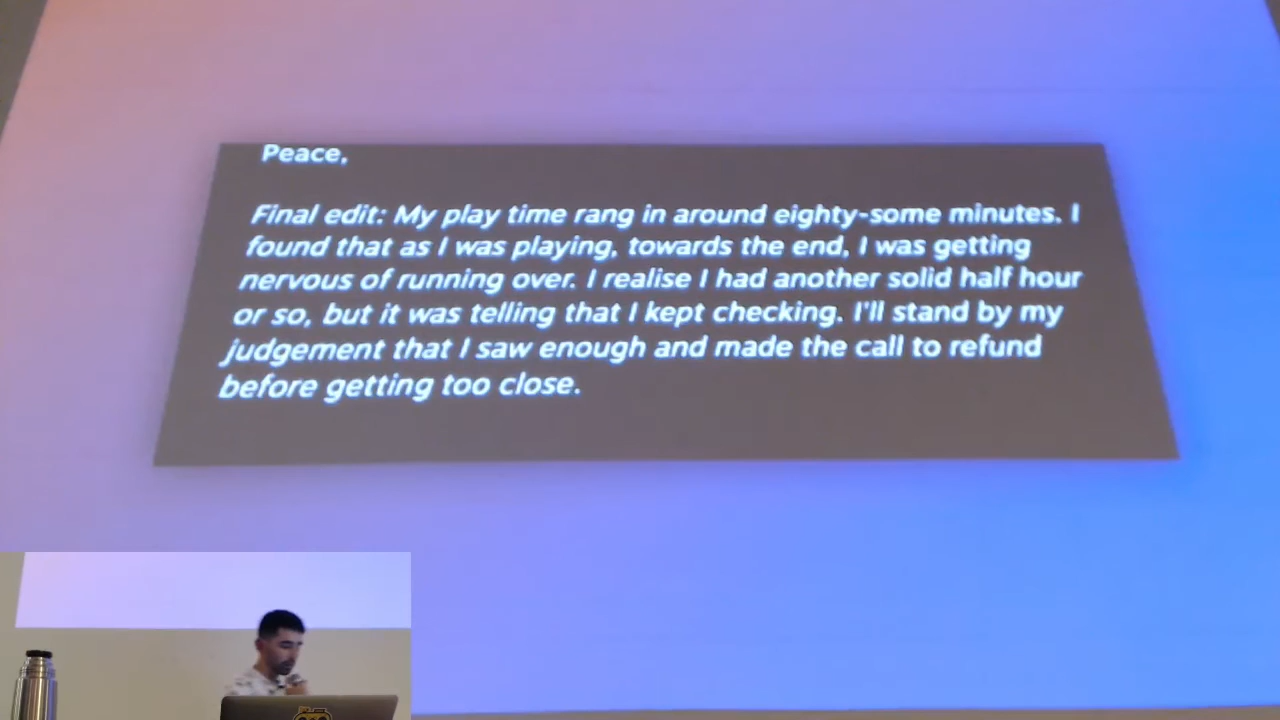 Peace,
Final edit: My play time rang in around eighty-some minutes. I
found that as I was playing, towards the end, I was getting
nervous of running over. I realise I had another solid half hour
or so, but it was telling that I kept checking. I'll stand by my
judgement that I saw enough and made the call to refund
before getting too close.